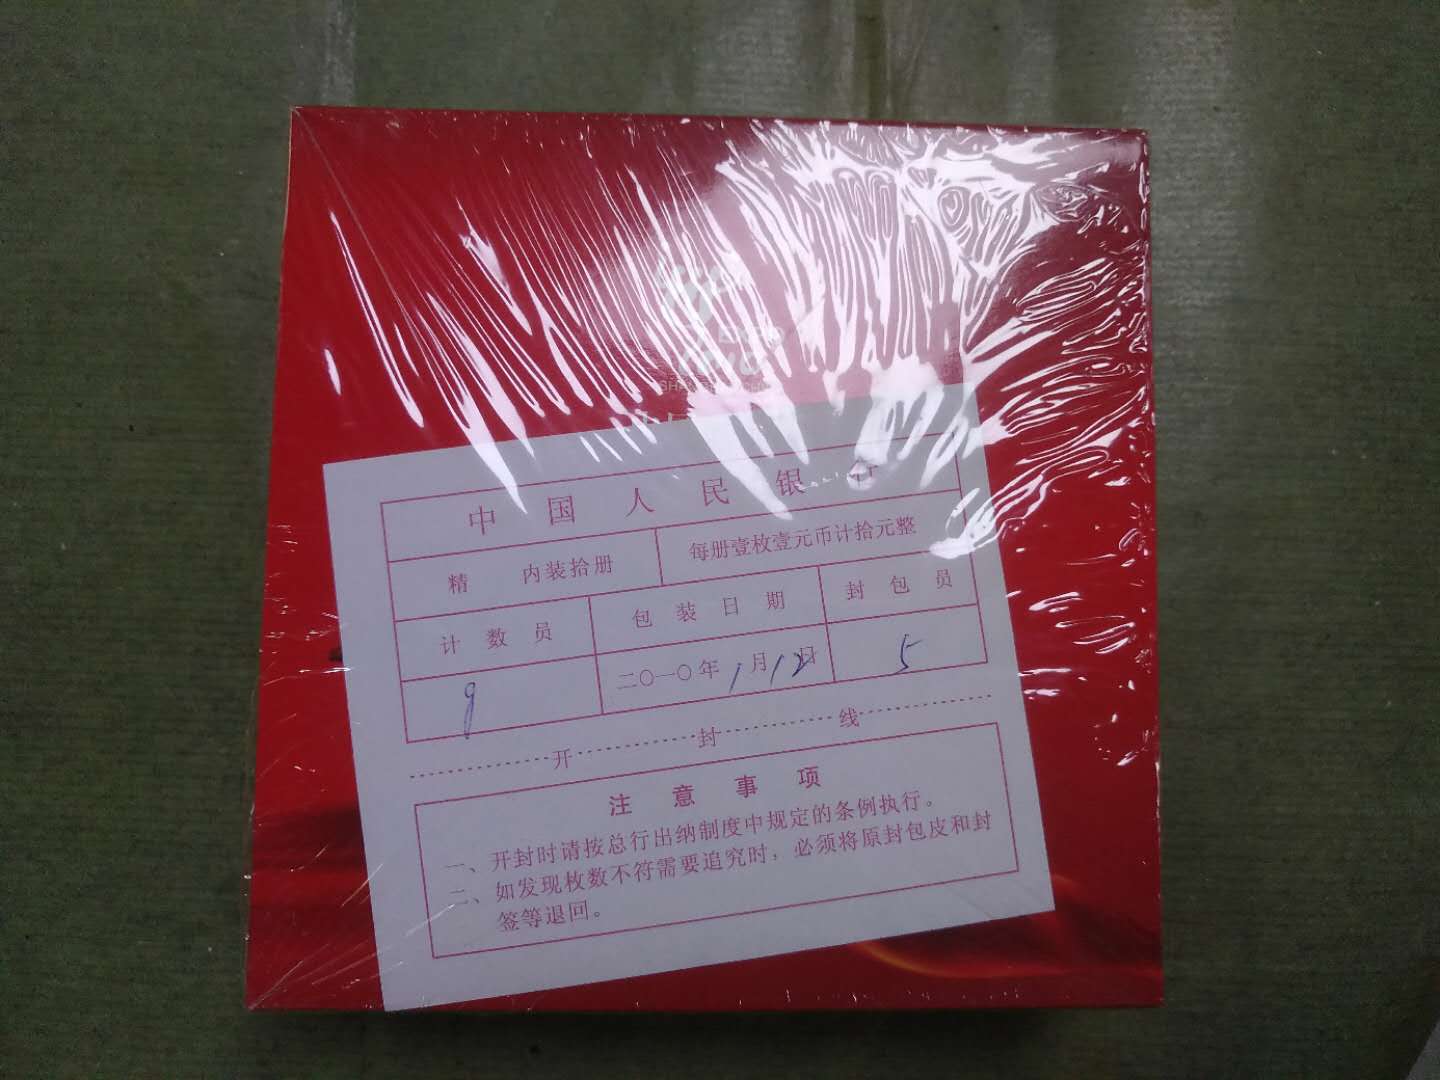 EXPO
中国人民银行
精 内装拾册
每册壹枚壹元币计拾元整
计数员
包装日期
封包员
9
二〇一〇年1月12日
5
开封线
注意事项
一、开封时请按总行出纳制度中规定的条例执行。
二、如发现枚数不符需要追究时，必须将原封包皮和封
签等退回。